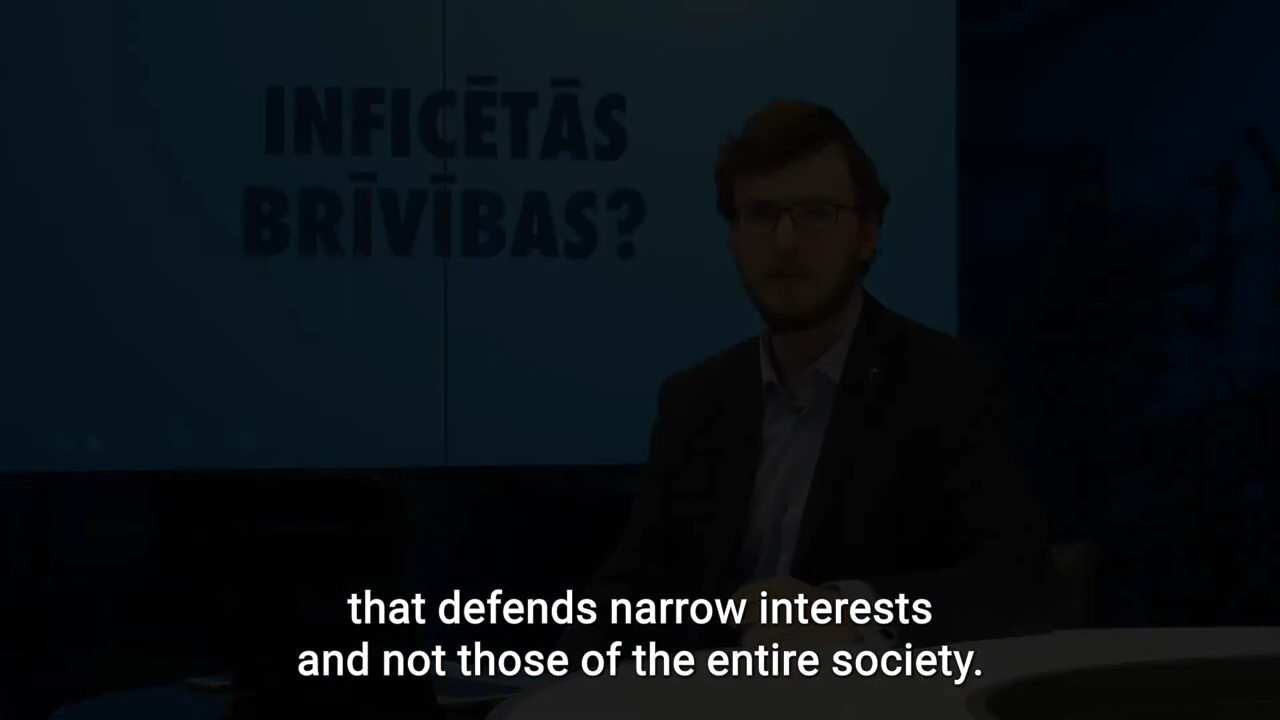 INFICĒTĀS
BRĪVĪBAS?
that defends narrow interests
and not those of the entire society.